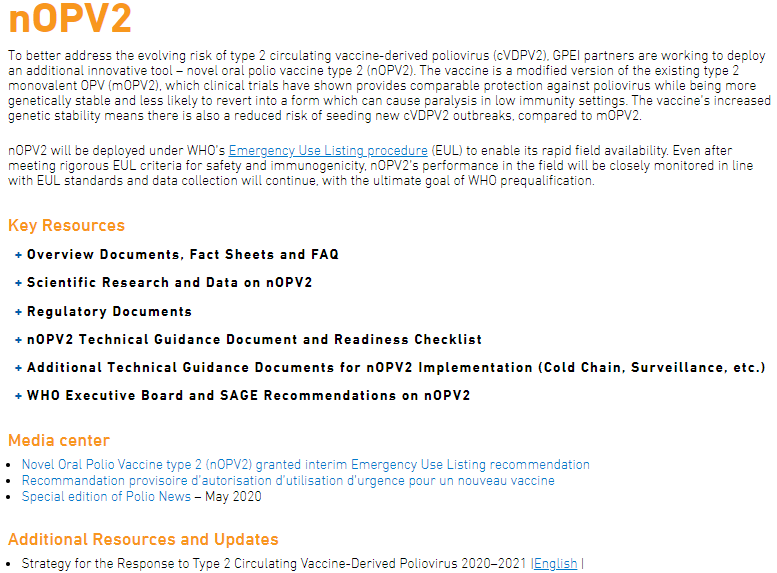 nOPV2
To better address the evolving risk of type 2 circulating vaccine-derived poliovirus (cVDPV2), GPEI partners are working to deploy
an additional innovative tool – novel oral polio vaccine type 2 (nOPV2). The vaccine is a modified version of the existing type 2
monovalent OPV (mOPV2), which clinical trials have shown provides comparable protection against poliovirus while being more
genetically stable and less likely to revert into a form which can cause paralysis in low immunity settings. The vaccine's increased
genetic stability means there is also a reduced risk of seeding new cVDPV2 outbreaks, compared to mOPV2.
nOPV2 will be deployed under WHO's Emergency Use Listing procedure (EUL) to enable its rapid field availability. Even after
meeting rigorous EUL criteria for safety and immunogenicity, nOPV2's performance in the field will be closely monitored in line
with EUL standards and data collection will continue, with the ultimate goal of WHO prequalification.
Key Resources
+ Overview Documents, Fact Sheets and FAQ
+ Scientific Research and Data on nOPV2
+ Regulatory Documents
+ nOPV2 Technical Guidance Document and Readiness Checklist
+ Additional Technical Guidance Documents for nOPV2 Implementation (Cold Chain, Surveillance, etc.)
+ WHO Executive Board and SAGE Recommendations on nOPV2
Media center
• Novel Oral Polio Vaccine type 2 (nOPV2) granted interim Emergency Use Listing recommendation
• Recommandation provisoire d'autorisation d'utilisation d'urgence pour un nouveau vaccine
• Special edition of Polio News – May 2020
Additional Resources and Updates
• Strategy for the Response to Type 2 Circulating Vaccine-Derived Poliovirus 2020–2021 |English |